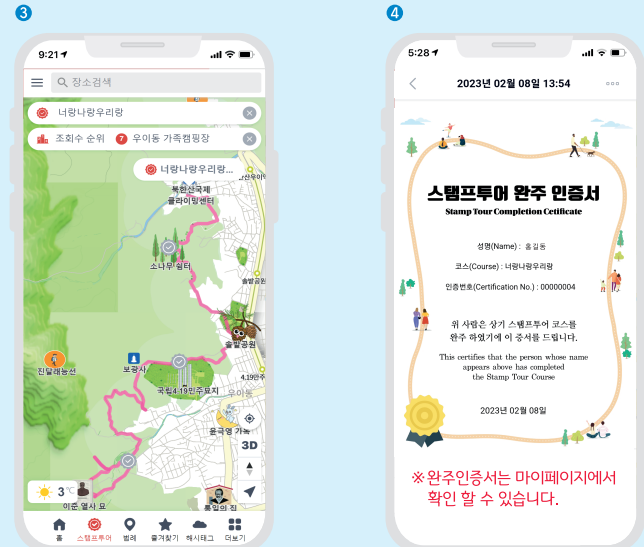 3
9:21
장소검색
너랑나랑우리랑
조회수 순위 7 우이동 가족캠핑장
너랑나랑우리랑...
북한산국제
클라이밍센터
소나무 쉼터
솔밭공원
솔밭공원
진달래능선
보광사
국립4.19민주묘지
4.19민주
우이동
윤극영 가옥
3D
3℃
이준 열사 묘
통일의 집
홈 스탬프투어 범례 즐겨찾기 해시태그 더보기
4
5:28
2023년 02월 08일 13:54
스탬프투어 완주 인증서
Stamp Tour Completion Cetificate
성명(Name) : 홍길동
코스(Course) : 너랑나랑우리랑
인증번호(Certification No.) : 00000004
위 사람은 상기 스탬프투어 코스를
완주 하였기에 이 증서를 드립니다.
This certifies that the person whose name
appears above has completed
the Stamp Tour Course
2023년 02월 08일
※ 완주인증서는 마이페이지에서
확인 할 수 있습니다.